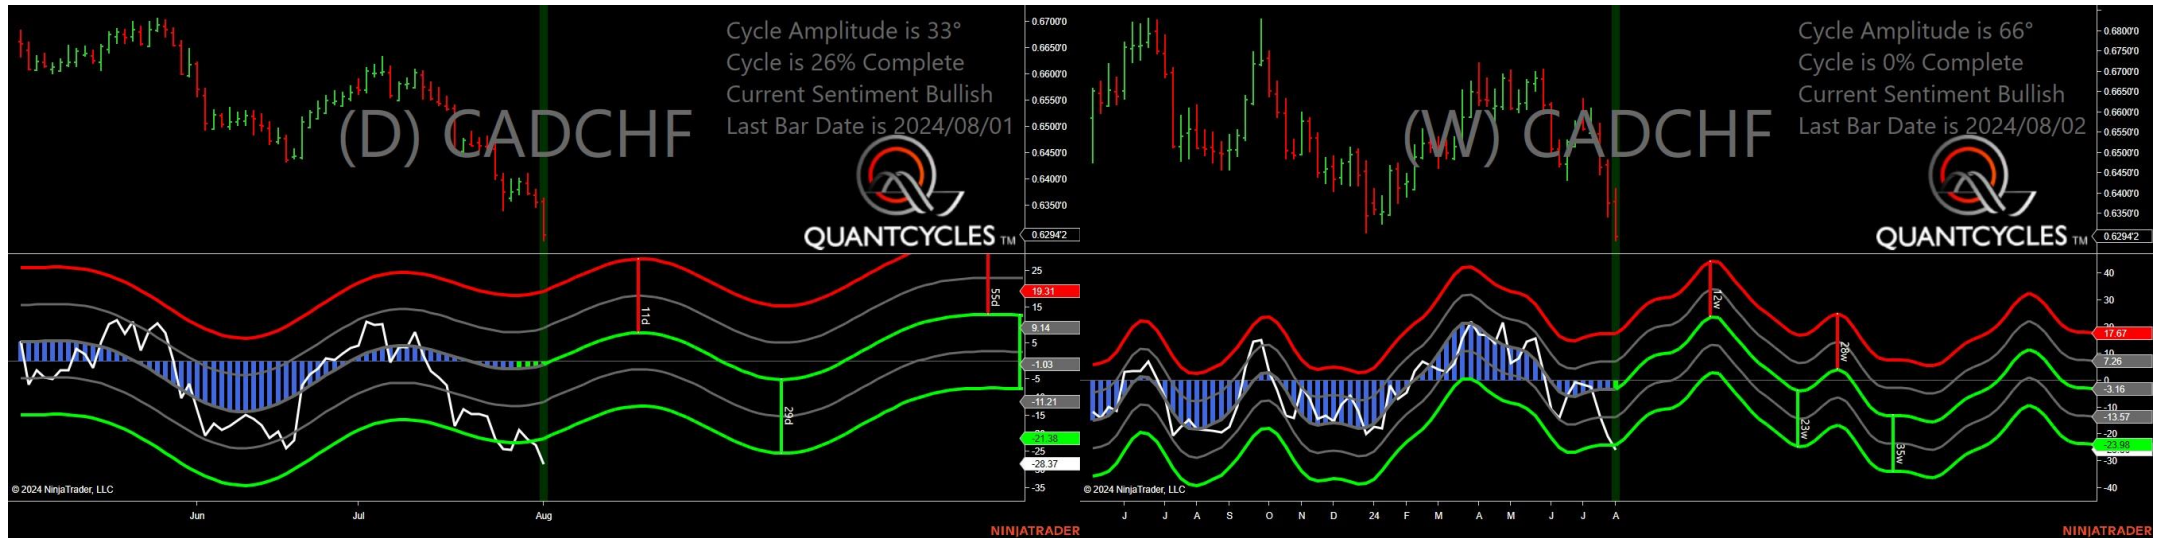 Cycle Amplitude is 33°
Cycle is 26% Complete
Current Sentiment Bullish
Last Bar Date is 2024/08/01
(D) CADCHF
QUANTCYCLES TM
0.6700'0
0.6650'0
0.6600'0
0.6550'0
0.6500'0
0.6450'0
0.6400'0
0.6350'0
0.6294'2
25
19.31
15
9.14
5
-1.03
-5
-11.21
-15
-21.38
-25
-28.37
-35
11d
29d
55d
© 2024 NinjaTrader, LLC
Jun
Jul
Aug
NINJATRADER
Cycle Amplitude is 66°
Cycle is 0% Complete
Current Sentiment Bullish
Last Bar Date is 2024/08/02
(W) CADCHF
QUANTCYCLES TM
0.6800'0
0.6750'0
0.6700'0
0.6650'0
0.6600'0
0.6550'0
0.6500'0
0.6450'0
0.6400'0
0.6350'0
0.6294'2
40
30
17.67
10
7.26
0
-3.16
-10
-13.57
-20
-23.98
-30
-40
12w
23w
28w
35w
© 2024 NinjaTrader, LLC
J
J
A
S
O
N
D
24
F
M
A
M
J
J
A
NINJATRADER